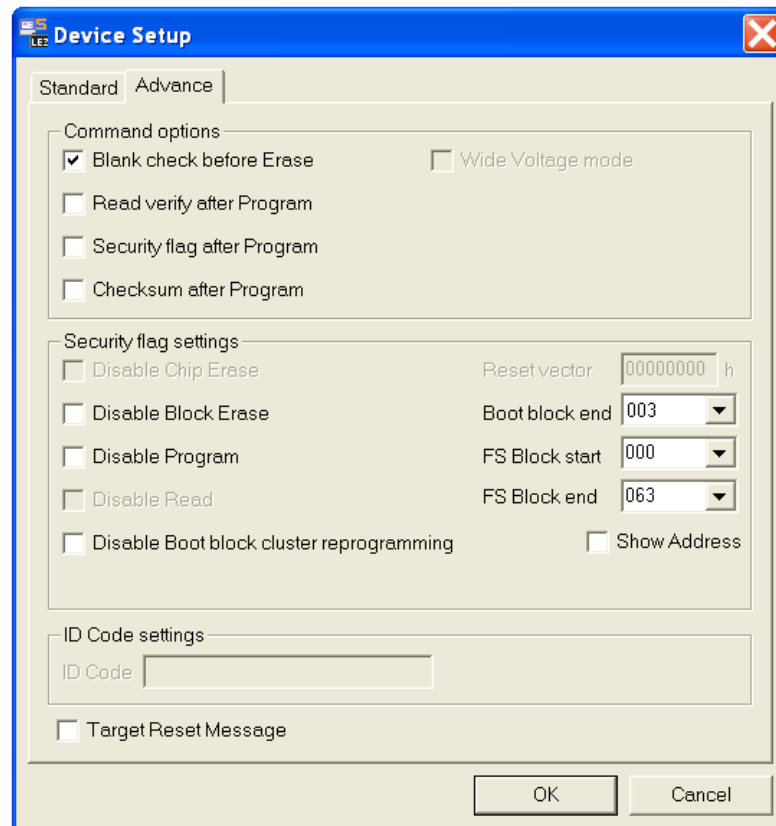 Device Setup
Standard Advance
Command options
Blank check before Erase Wide Voltage mode
Read verify after Program
Security flag after Program
Checksum after Program
Security flag settings
Disable Chip Erase Reset vector 00000000 h
Disable Block Erase Boot block end 003
Disable Program FS Block start 000
Disable Read FS Block end 063
Disable Boot block cluster reprogramming Show Address
ID Code settings
ID Code
Target Reset Message
OK Cancel